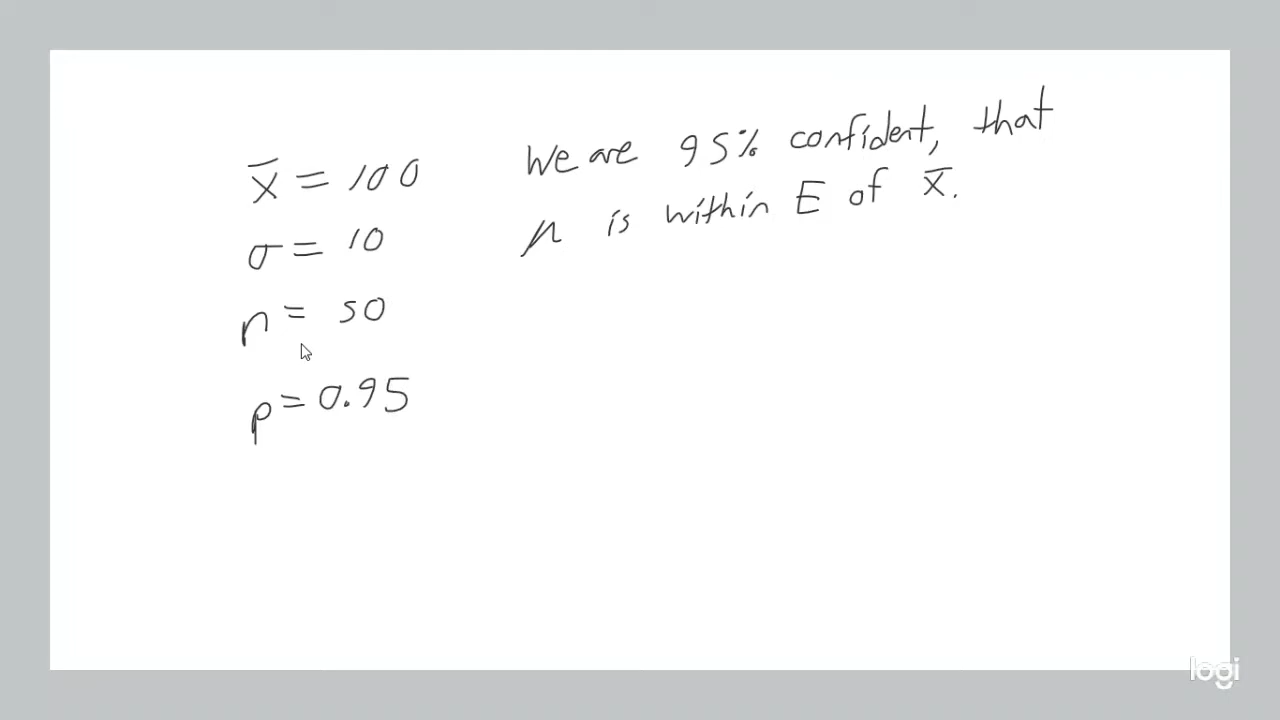 x̄ = 100
σ = 10
n = 50
p = 0.95
We are 95% confident, that
μ is within E of x̄.
logi